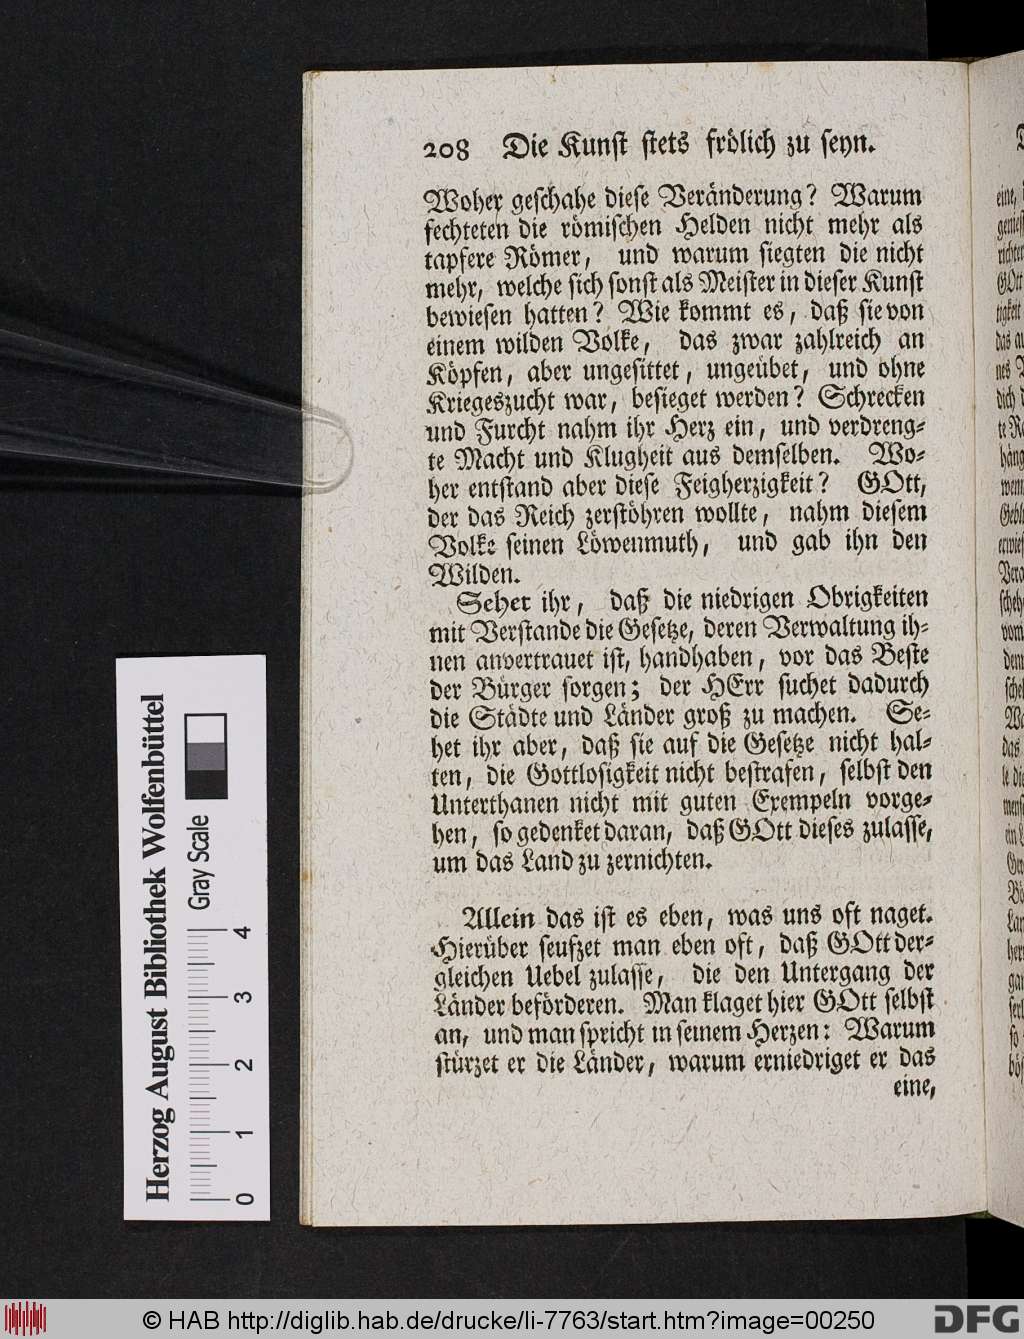 208 Die Kunst stets frölich zu seyn.
Woher geschahe diese Veränderung? Warum
fechteten die römischen Helden nicht mehr als
tapfere Römer, und warum siegten die nicht
mehr, welche sich sonst als Meister in dieser Kunst
bewiesen hatten? Wie kommt es, daß sie von
einem wilden Volke, das zwar zahlreich an
Köpfen, aber ungesittet, ungeübet, und ohne
Kriegeszucht war, besieget werden? Schrecken
und Furcht nahm ihr Herz ein, und verdreng-
te Macht und Klugheit aus demselben. Wo-
her entstand aber diese Feigherzigkeit? GOtt,
der das Reich zerstöhren wollte, nahm diesem
Volke seinen Löwenmuth, und gab ihn den
Wilden.
Sehet ihr, daß die niedrigen Obrigkeiten
mit Verstande die Gesetze, deren Verwaltung ih-
nen anvertrauet ist, handhaben, vor das Beste
der Bürger sorgen; der HErr suchet dadurch
die Städte und Länder groß zu machen. Se-
het ihr aber, daß sie auf die Gesetze nicht hal-
ten, die Gottlosigkeit nicht bestrafen, selbst den
Unterthanen nicht mit guten Exempeln vorge-
hen, so gedenket daran, daß GOtt dieses zulasse,
um das Land zu zernichten.
Allein das ist es eben, was uns oft naget.
Hierüber seufzet man eben oft, daß GOtt der-
gleichen Uebel zulasse, die den Untergang der
Länder beförderen. Man klaget hier GOtt selbst
an, und man spricht in seinem Herzen: Warum
stürzet er die Länder, warum erniedriget er das
eine,
Herzog August Bibliothek Wolfenbüttel
Gray Scale
0 1 2 3 4
© HAB http://diglib.hab.de/drucke/li-7763/start.htm?image=00250
DFG